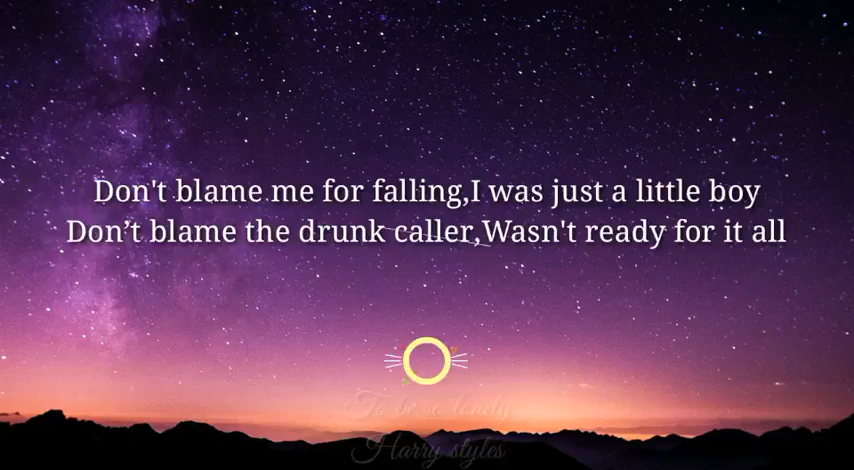 Don't blame me for falling,I was just a little boy
Don’t blame the drunk caller,Wasn't ready for it all
To be so lonely
Harry styles